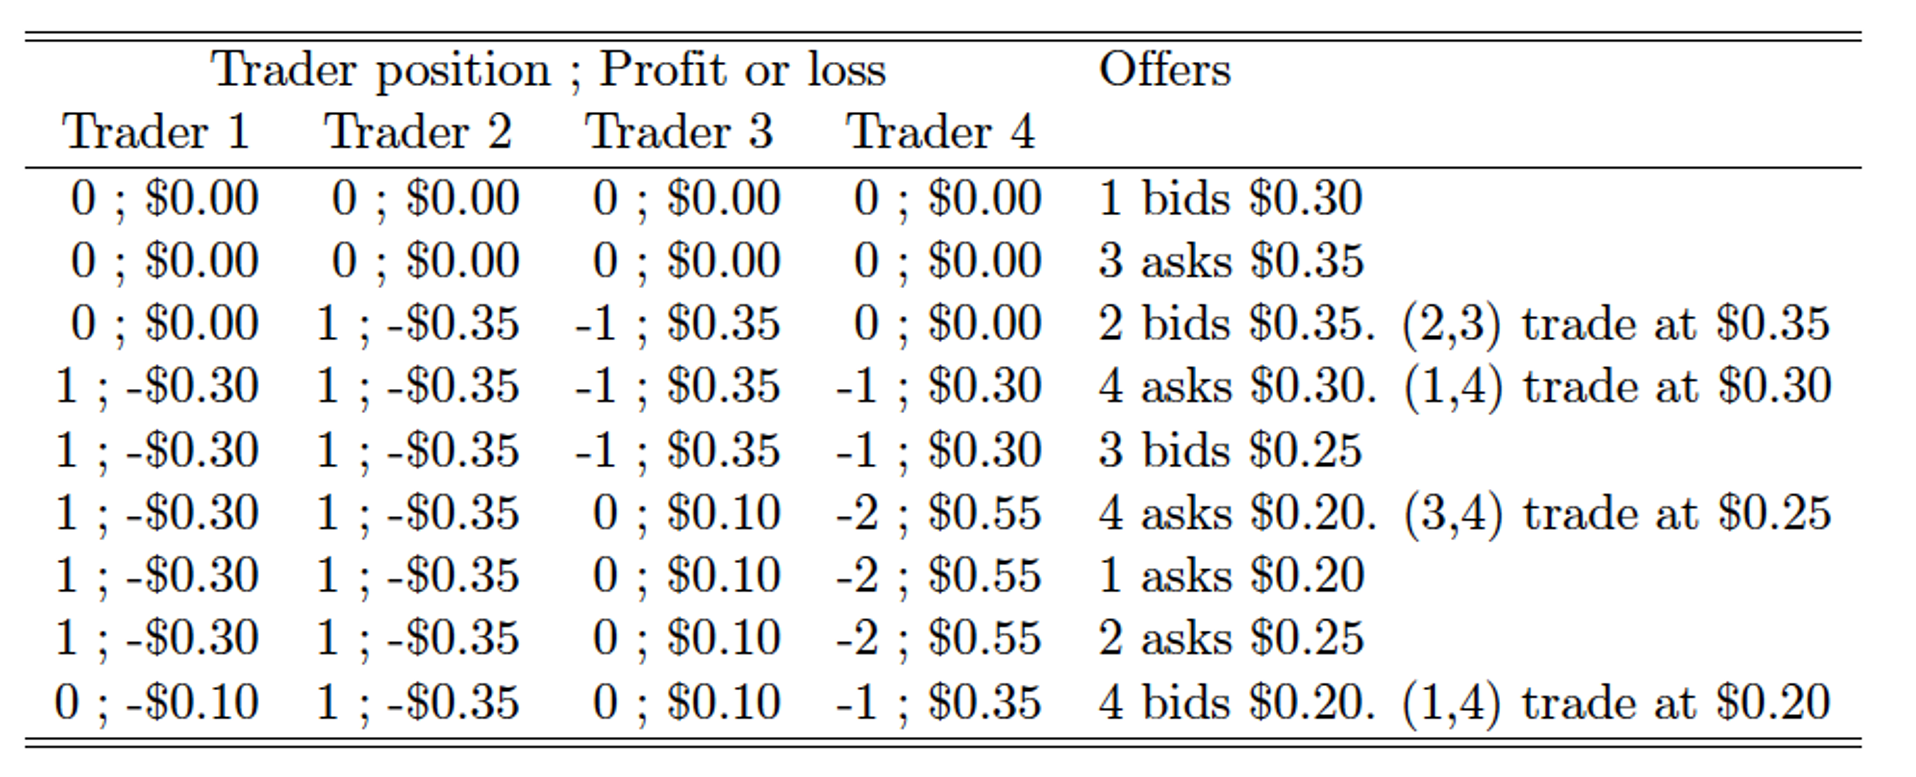 Trader position ; Profit or loss Offers
Trader 1 Trader 2 Trader 3 Trader 4
0 ; $0.00 0 ; $0.00 0 ; $0.00 0 ; $0.00 1 bids $0.30
0 ; $0.00 0 ; $0.00 0 ; $0.00 0 ; $0.00 3 asks $0.35
0 ; $0.00 1 ; -$0.35 -1 ; $0.35 0 ; $0.00 2 bids $0.35. (2,3) trade at $0.35
1 ; -$0.30 1 ; -$0.35 -1 ; $0.35 -1 ; $0.30 4 asks $0.30. (1,4) trade at $0.30
1 ; -$0.30 1 ; -$0.35 -1 ; $0.35 -1 ; $0.30 3 bids $0.25
1 ; -$0.30 1 ; -$0.35 0 ; $0.10 -2 ; $0.55 4 asks $0.20. (3,4) trade at $0.25
1 ; -$0.30 1 ; -$0.35 0 ; $0.10 -2 ; $0.55 1 asks $0.20
1 ; -$0.30 1 ; -$0.35 0 ; $0.10 -2 ; $0.55 2 asks $0.25
0 ; -$0.10 1 ; -$0.35 0 ; $0.10 -1 ; $0.35 4 bids $0.20. (1,4) trade at $0.20